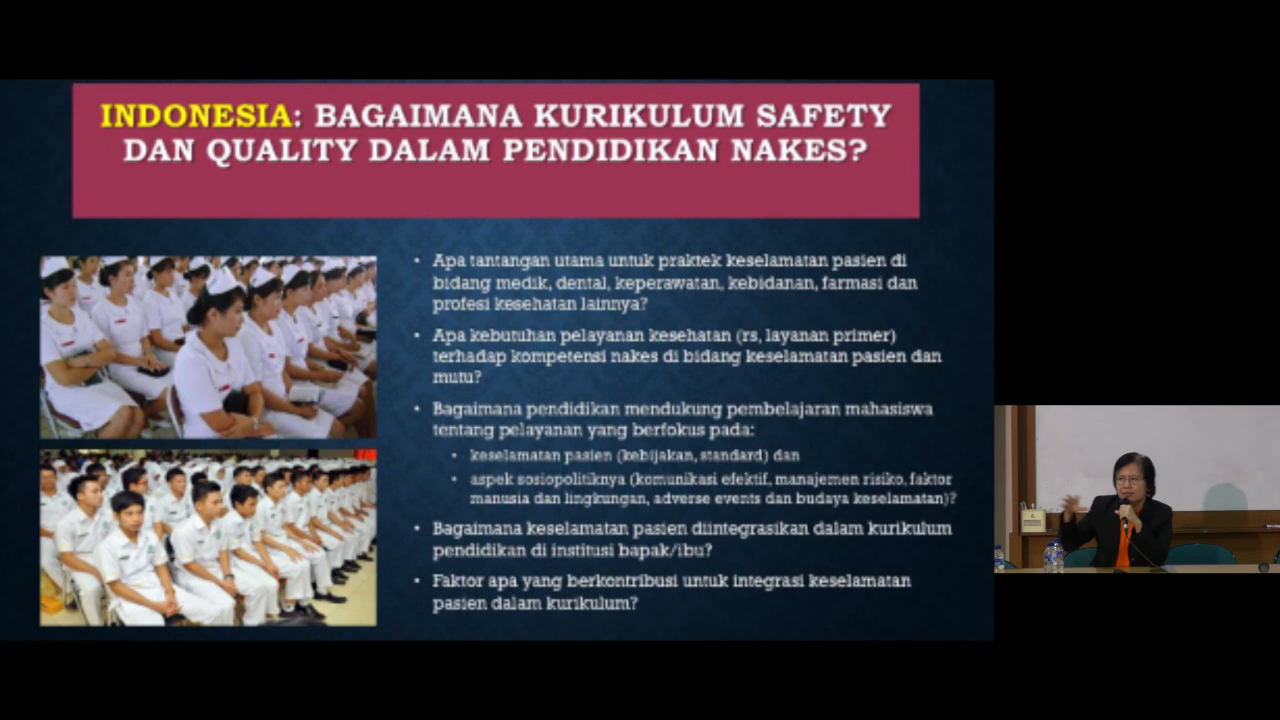 INDONESIA: BAGAIMANA KURIKULUM SAFETY
DAN QUALITY DALAM PENDIDIKAN NAKES?
• Apa tantangan utama untuk praktek keselamatan pasien di
bidang medik, dental, keperawatan, kebidanan, farmasi dan
profesi kesehatan lainnya?
• Apa kebutuhan pelayanan kesehatan (rs, layanan primer)
terhadap kompetensi nakes di bidang keselamatan pasien dan
mutu?
• Bagaimana pendidikan mendukung pembelajaran mahasiswa
tentang pelayanan yang berfokus pada:
• keselamatan pasien (kebijakan, standard) dan
• aspek sosiopolitiknya (komunikasi efektif, manajemen risiko, faktor
manusia dan lingkungan, adverse events dan budaya keselamatan)?
• Bagaimana keselamatan pasien diintegrasikan dalam kurikulum
pendidikan di institusi bapak/ibu?
• Faktor apa yang berkontribusi untuk integrasi keselamatan
pasien dalam kurikulum?